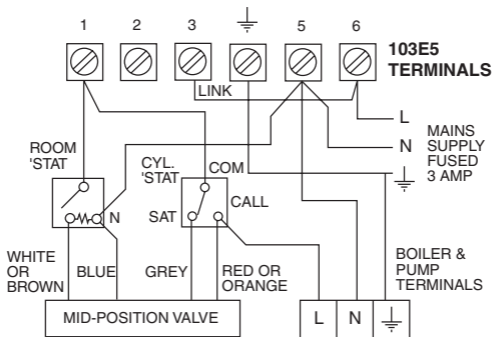 1 2 3 5 6
103E5
TERMINALS
LINK
L
N
MAINS
SUPPLY
FUSED
3 AMP
ROOM
'STAT
CYL.
'STAT
COM
N
SAT
CALL
WHITE
OR
BROWN
BLUE
GREY
RED OR
ORANGE
BOILER &
PUMP
TERMINALS
MID-POSITION VALVE
L N